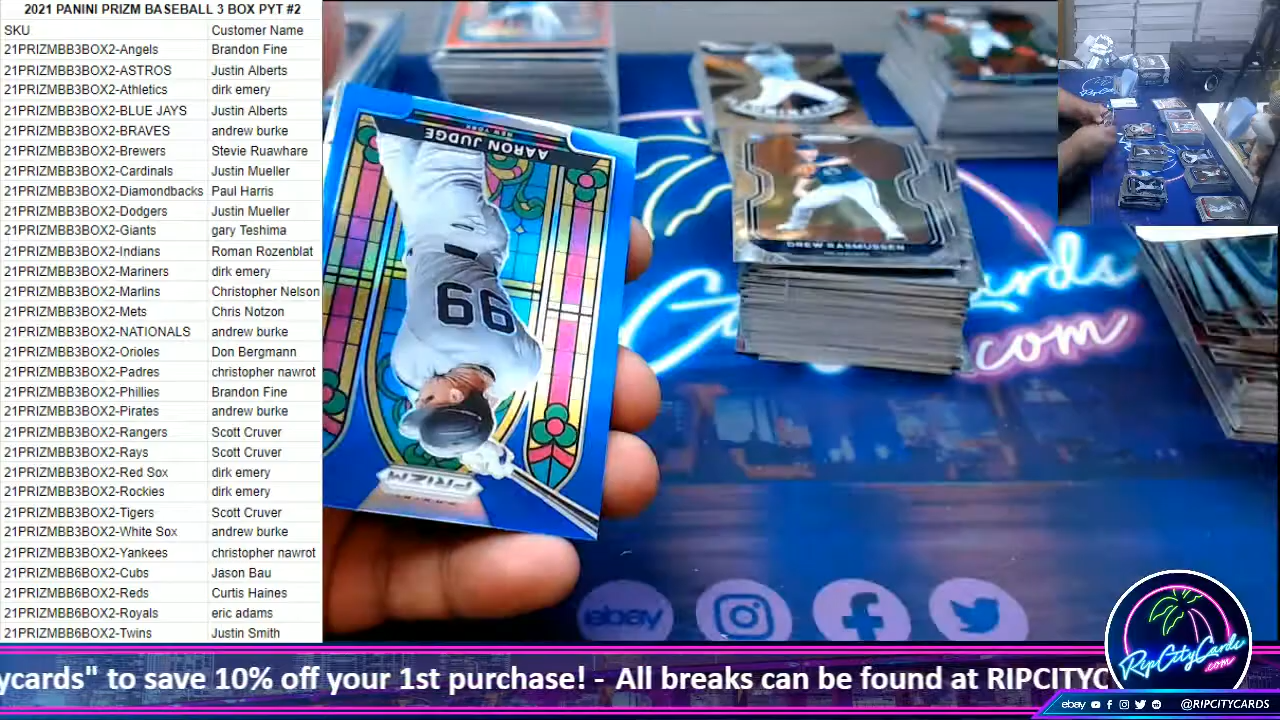 2021 PANINI PRIZM BASEBALL 3 BOX PYT #2
SKU Customer Name
21PRIZMBB3BOX2-Angels Brandon Fine
21PRIZMBB3BOX2-ASTROS Justin Alberts
21PRIZMBB3BOX2-Athletics dirk emery
21PRIZMBB3BOX2-BLUE JAYS Justin Alberts
21PRIZMBB3BOX2-BRAVES andrew burke
21PRIZMBB3BOX2-Brewers Stevie Ruawhare
21PRIZMBB3BOX2-Cardinals Justin Mueller
21PRIZMBB3BOX2-Diamondbacks Paul Harris
21PRIZMBB3BOX2-Dodgers Justin Mueller
21PRIZMBB3BOX2-Giants gary Teshima
21PRIZMBB3BOX2-Indians Roman Rozenblat
21PRIZMBB3BOX2-Mariners dirk emery
21PRIZMBB3BOX2-Marlins Christopher Nelson
21PRIZMBB3BOX2-Mets Chris Notzon
21PRIZMBB3BOX2-NATIONALS andrew burke
21PRIZMBB3BOX2-Orioles Don Bergmann
21PRIZMBB3BOX2-Padres christopher nawrot
21PRIZMBB3BOX2-Phillies Brandon Fine
21PRIZMBB3BOX2-Pirates andrew burke
21PRIZMBB3BOX2-Rangers Scott Cruver
21PRIZMBB3BOX2-Rays Scott Cruver
21PRIZMBB3BOX2-Red Sox dirk emery
21PRIZMBB3BOX2-Rockies dirk emery
21PRIZMBB3BOX2-Tigers Scott Cruver
21PRIZMBB3BOX2-White Sox andrew burke
21PRIZMBB3BOX2-Yankees christopher nawrot
21PRIZMBB6BOX2-Cubs Jason Bau
21PRIZMBB6BOX2-Reds Curtis Haines
21PRIZMBB6BOX2-Royals eric adams
21PRIZMBB6BOX2-Twins Justin Smith
AARON JUDGE
NEW YORK
99
PRIZM
DREW RASMUSSEN
Cards
com
ebay
RipCityCards
.com
ycards" to save 10% off your 1st purchase! - All breaks can be found at RIPCITYC
ebay @RIPCITYCARDS